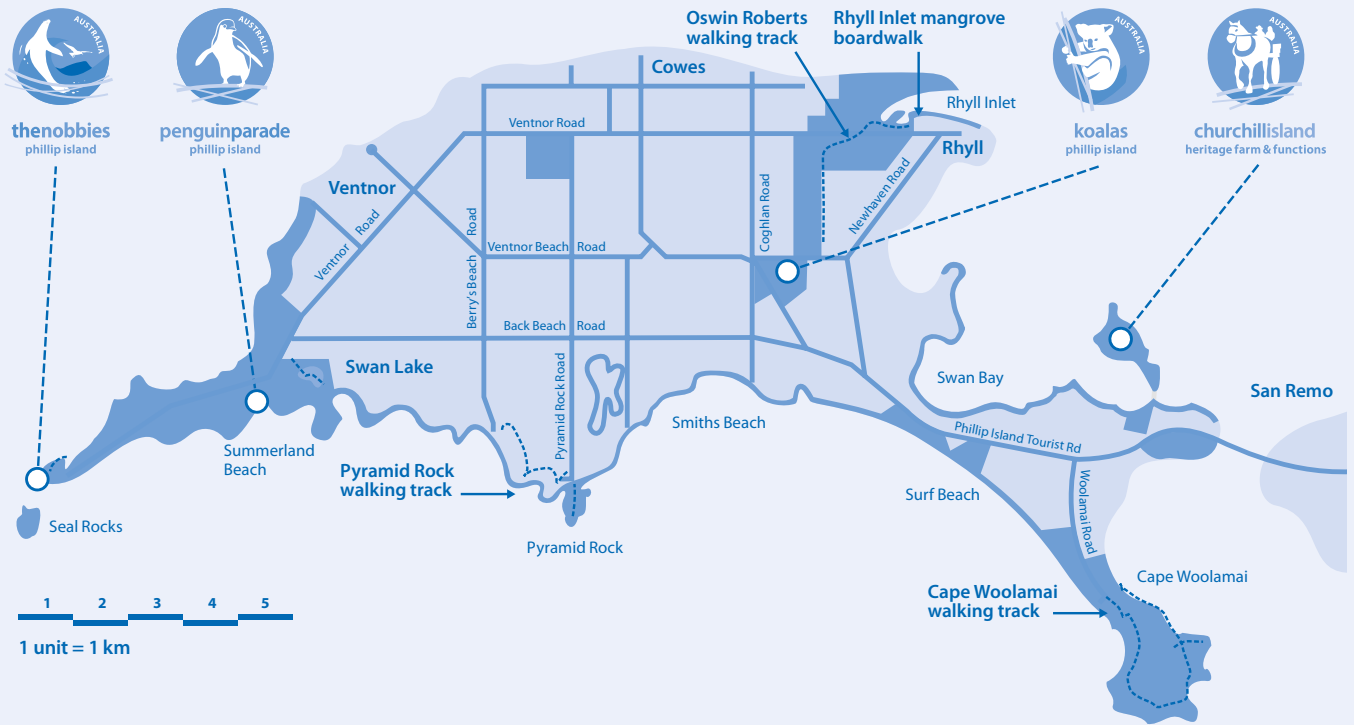 AUSTRALIA
thenobbies
phillip island
AUSTRALIA
penguinparade
phillip island
Oswin Roberts
walking track
Rhyll Inlet mangrove
boardwalk
AUSTRALIA
koalas
phillip island
AUSTRALIA
churchillisland
heritage farm & functions
Cowes
Rhyll Inlet
Ventnor Road
Rhyll
Ventnor
Ventnor Road
Berry's Beach Road
Ventnor Beach Road
Coghlan Road
Newhaven Road
Back Beach Road
Swan Lake
Pyramid Rock Road
Swan Bay
San Remo
Smiths Beach
Phillip Island Tourist Rd
Summerland
Beach
Pyramid Rock
walking track
Surf Beach
Woolamai Road
Seal Rocks
Pyramid Rock
Cape Woolamai
Cape Woolamai
walking track
1 2 3 4 5
1 unit = 1 km